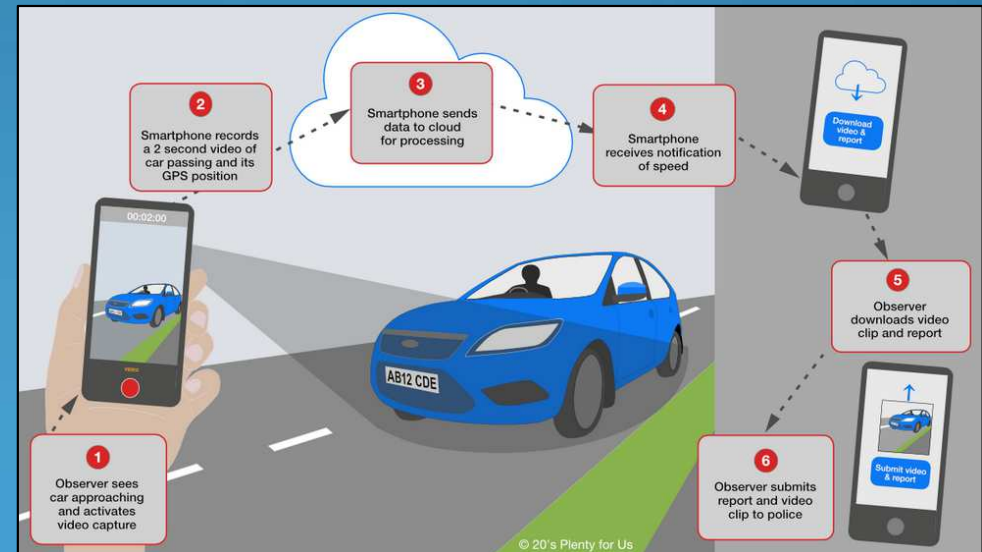 1
Observer sees
car approaching
and activates
video capture
2
Smartphone records
a 2 second video of
car passing and its
GPS position
3
Smartphone sends
data to cloud
for processing
4
Smartphone
receives notification
of speed
5
Observer
downloads video
clip and report
6
Observer submits
report and video
clip to police
00:02:00
VIDEO
AB12 CDE
Download
video &
report
Submit video
& report
© 20's Plenty for Us